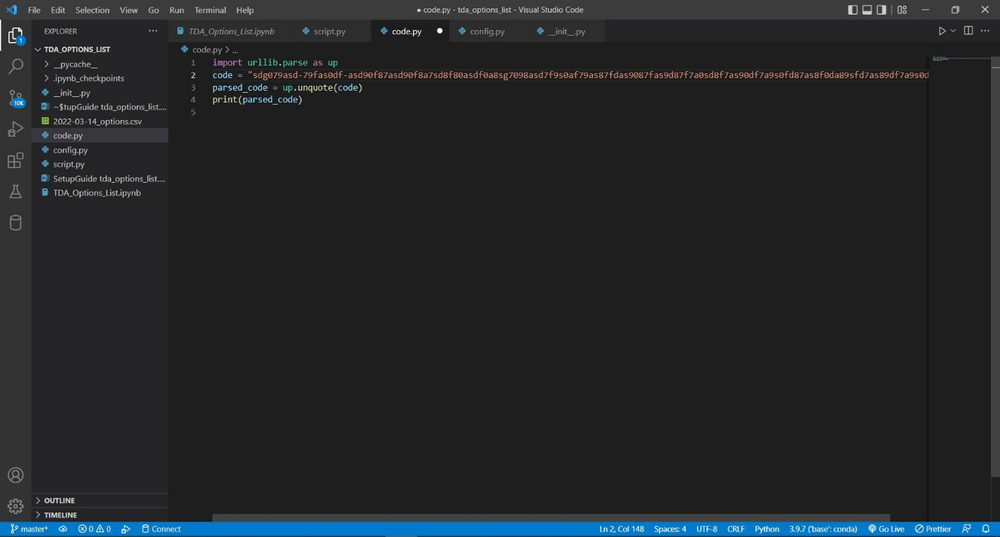 File Edit Selection View Go Run Terminal Help
● code.py - tda_options_list - Visual Studio Code
EXPLORER
TDA_OPTIONS_LIST
__pycache__
.ipynb_checkpoints
__init__.py
~$tupGuide tda_options_list....
2022-03-14_options.csv
code.py
config.py
script.py
SetupGuide tda_options_list....
TDA_Options_List.ipynb
OUTLINE
TIMELINE
1
10K
TDA_Options_List.ipynb script.py code.py config.py __init__.py
code.py > ...
1 import urllib.parse as up
2 code = "sdg079asd-79fas0df-asd90f87asd90f8a7sd8f80asdf0a8sg7098asd7f9s0af79as87fdas9087fas9d87f7a0sd8f7as90df7a9s0fd87as8f0da89sfd7as89df7a9s0d
3 parsed_code = up.unquote(code)
4 print(parsed_code)
5
master* 0 0 Connect
Ln 2, Col 148 Spaces: 4 UTF-8 CRLF Python 3.9.7 ('base': conda) Go Live Prettier